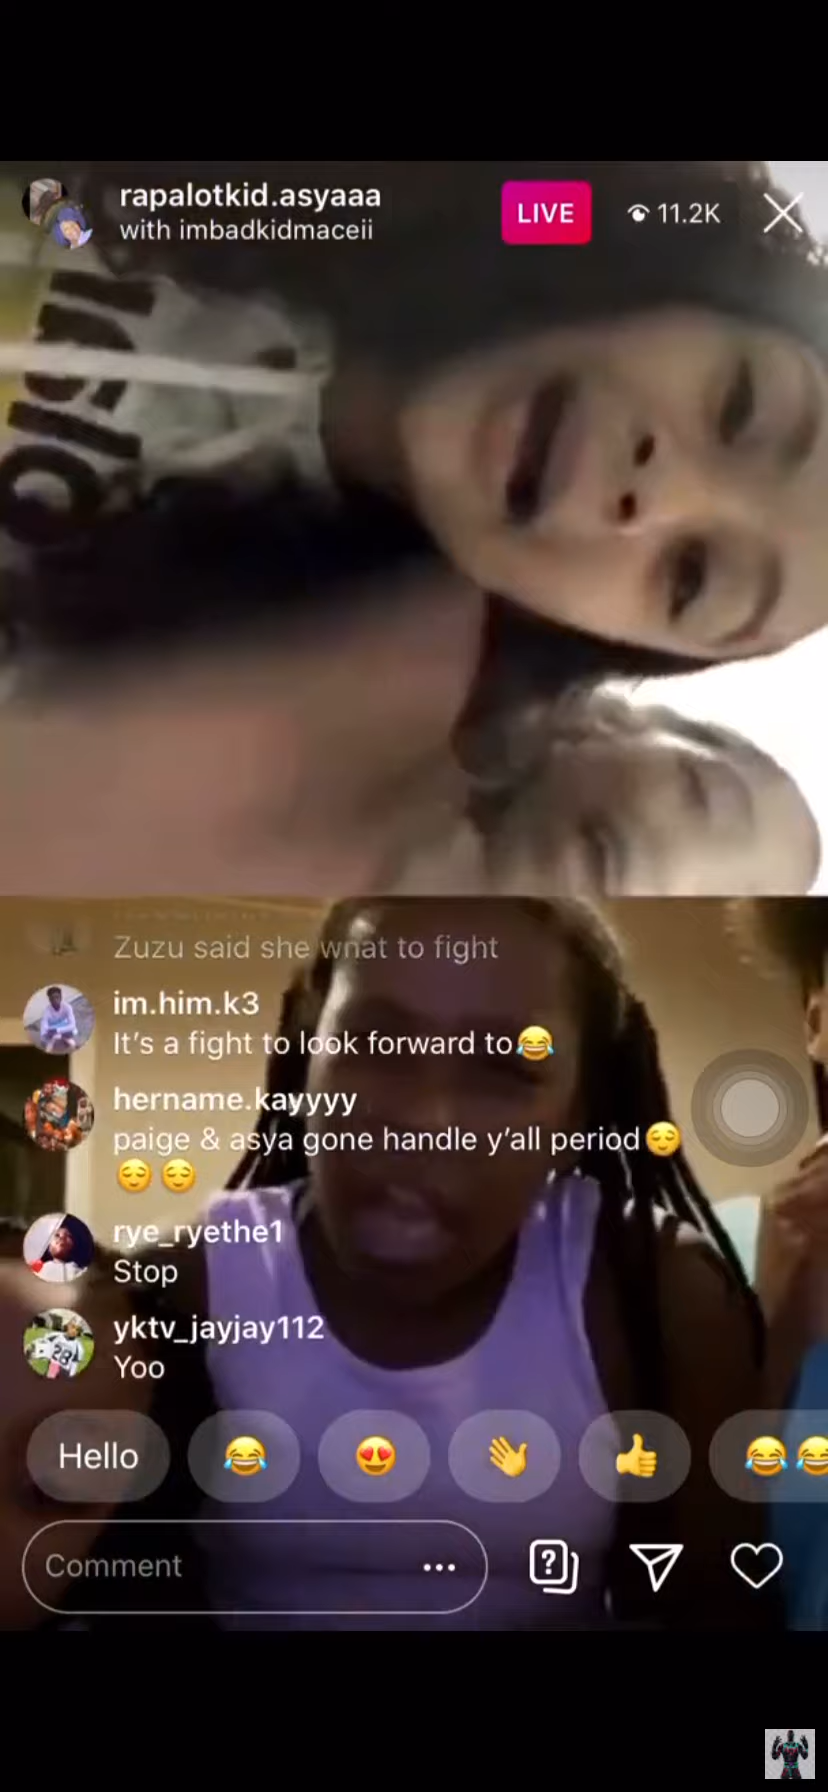 rapalotkid.asyaaa
with imbadkidmaceii
LIVE
11.2K
Zuzu said she wnat to fight
im.him.k3
It's a fight to look forward to😂
hername.kayyyy
paige & asya gone handle y'all period😌
😌😌
rye_ryethe1
Stop
yktv_jayjay112
Yoo
28
Hello 😂 😍 👋 👍 😂😂
Comment
?